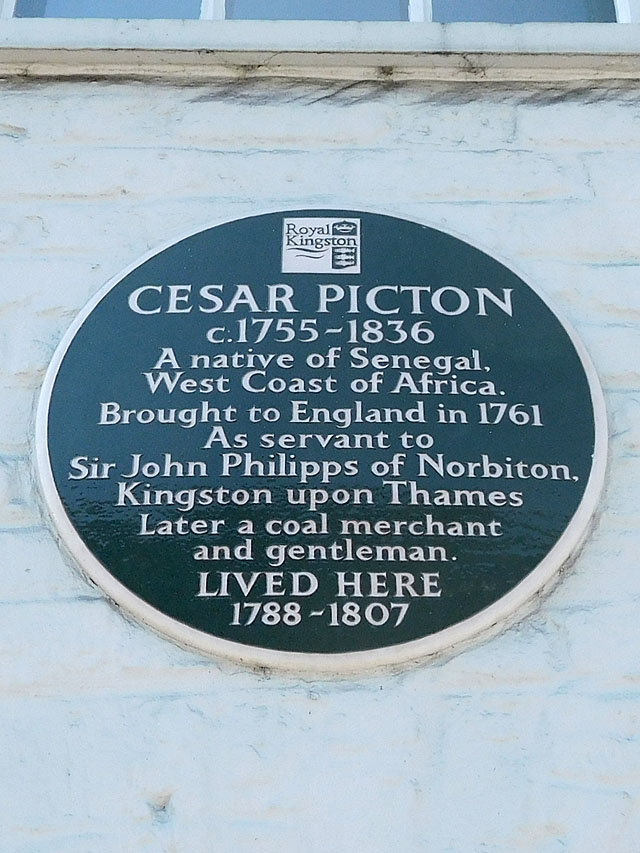 Royal
Kingston
CESAR PICTON
c.1755-1836
A native of Senegal,
West Coast of Africa.
Brought to England in 1761
As servant to
Sir John Philipps of Norbiton,
Kingston upon Thames
Later a coal merchant
and gentleman.
LIVED HERE
1788-1807